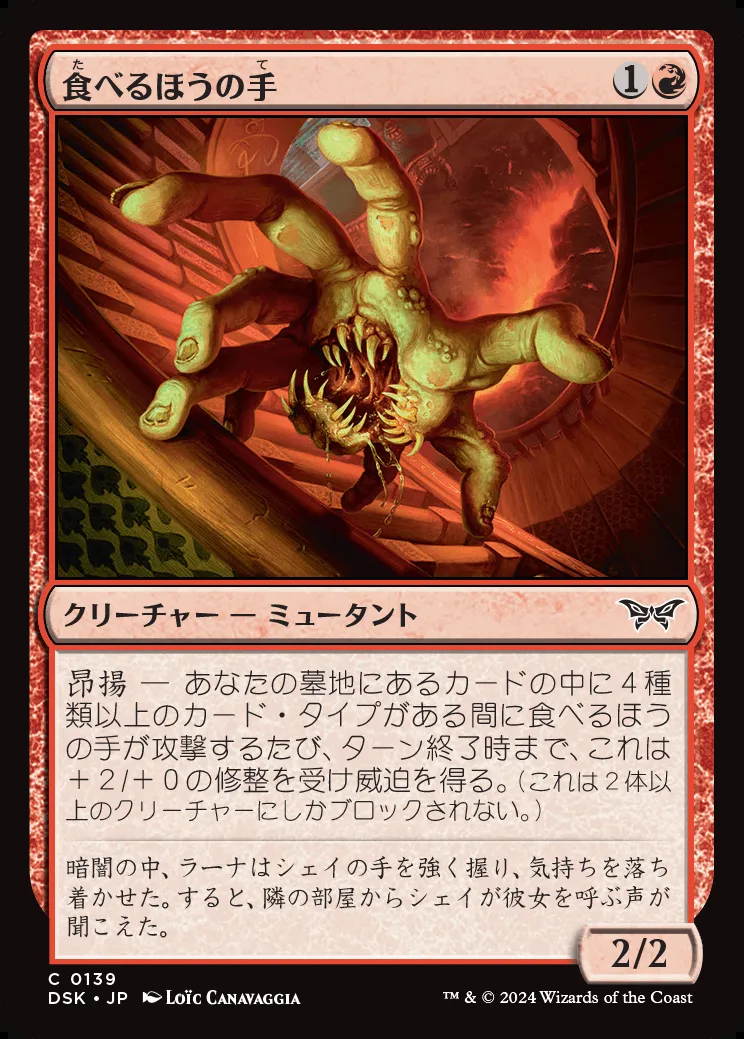 食べるほうの手
1
クリーチャー — ミュータント
昂揚 — あなたの墓地にあるカードの中に４種
類以上のカード・タイプがある間に食べるほう
の手が攻撃するたび、ターン終了時まで、これは
＋２/＋０の修整を受け威迫を得る。（これは２体以
上のクリーチャーにしかブロックされない。）
暗闇の中、ラーナはシェイの手を強く握り、気持ちを落ち
着かせた。すると、隣の部屋からシェイが彼女を呼ぶ声が
聞こえた。
2/2
C 0139
DSK • JP Loïc Canavaggia
™ & © 2024 Wizards of the Coast